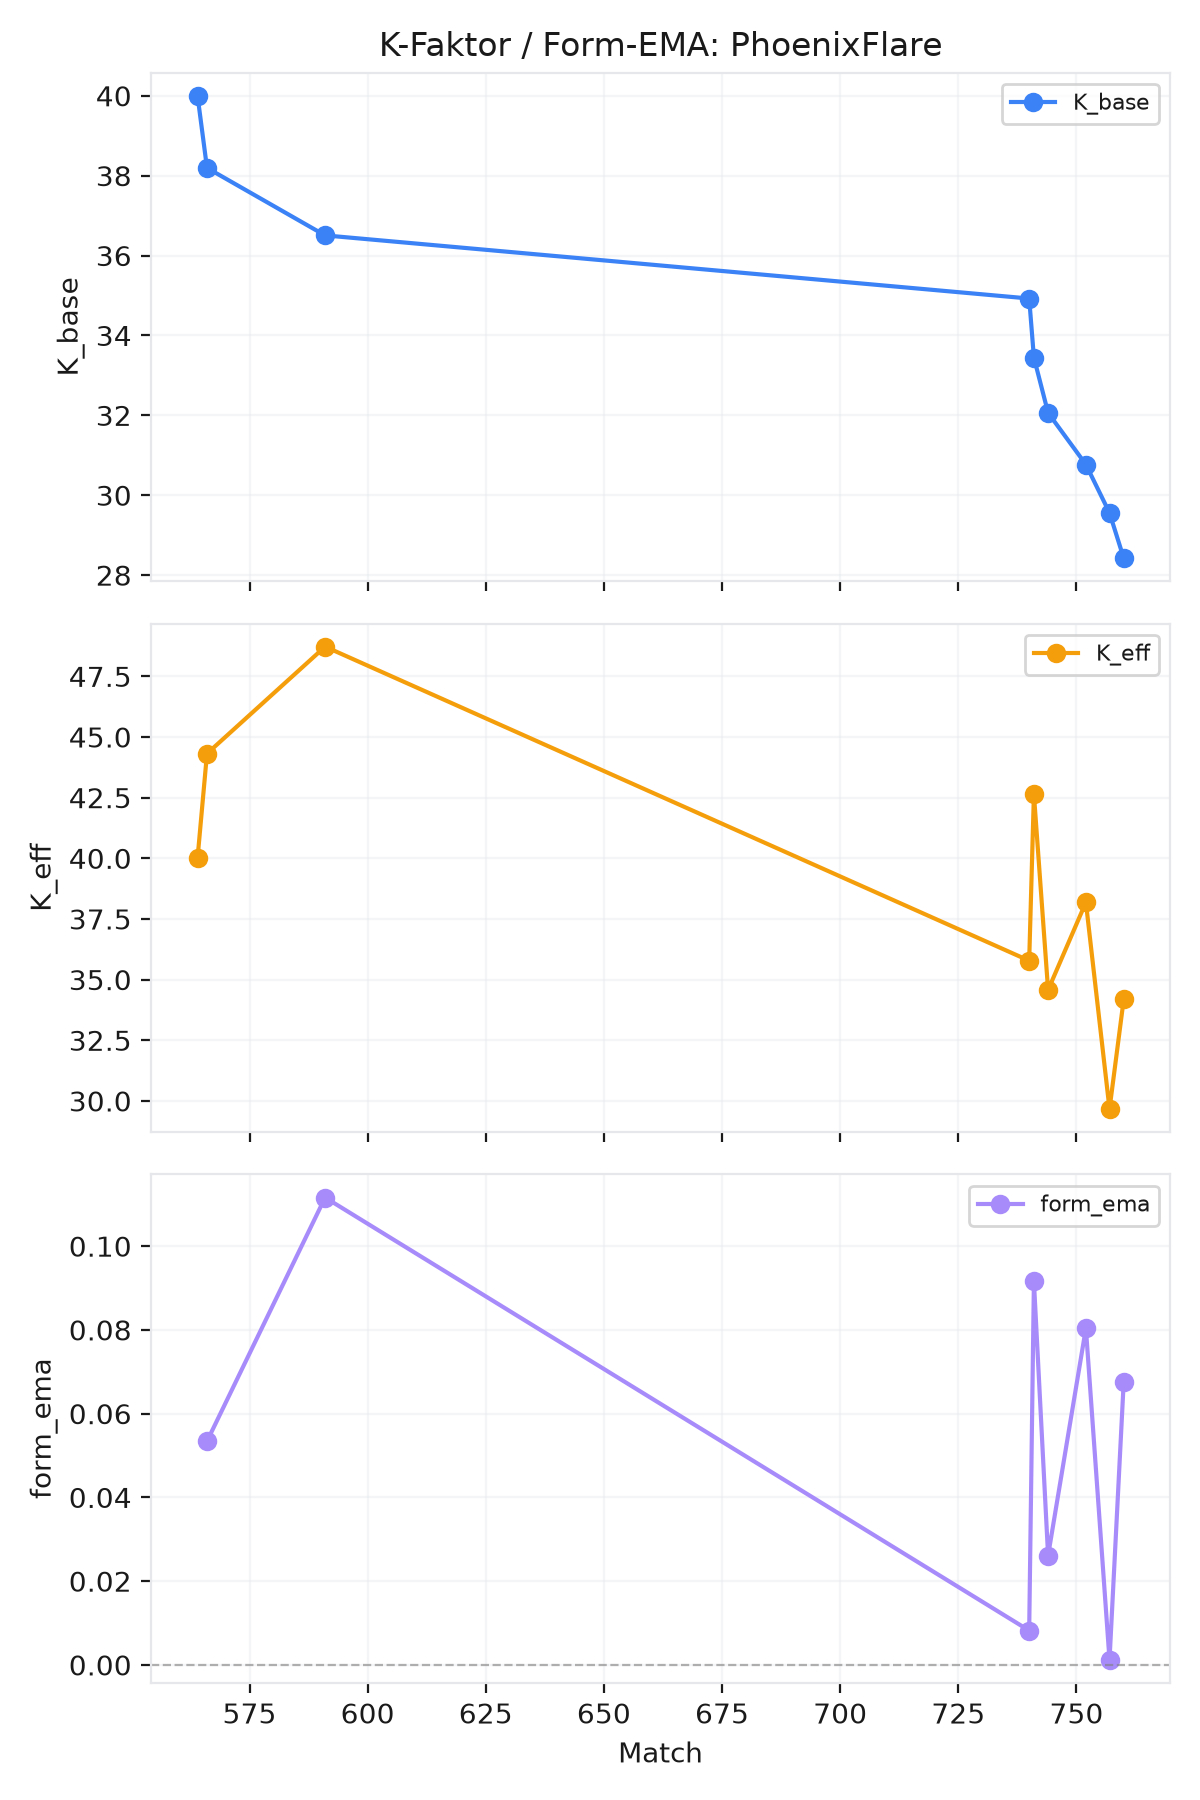 K-Faktor / Form-EMA: PhoenixFlare
K_base
40
38
36
34
32
30
28
K_base
K_eff
47.5
45.0
42.5
40.0
37.5
35.0
32.5
30.0
K_eff
form_ema
0.10
0.08
0.06
0.04
0.02
0.00
form_ema
575 600 625 650 675 700 725 750
Match